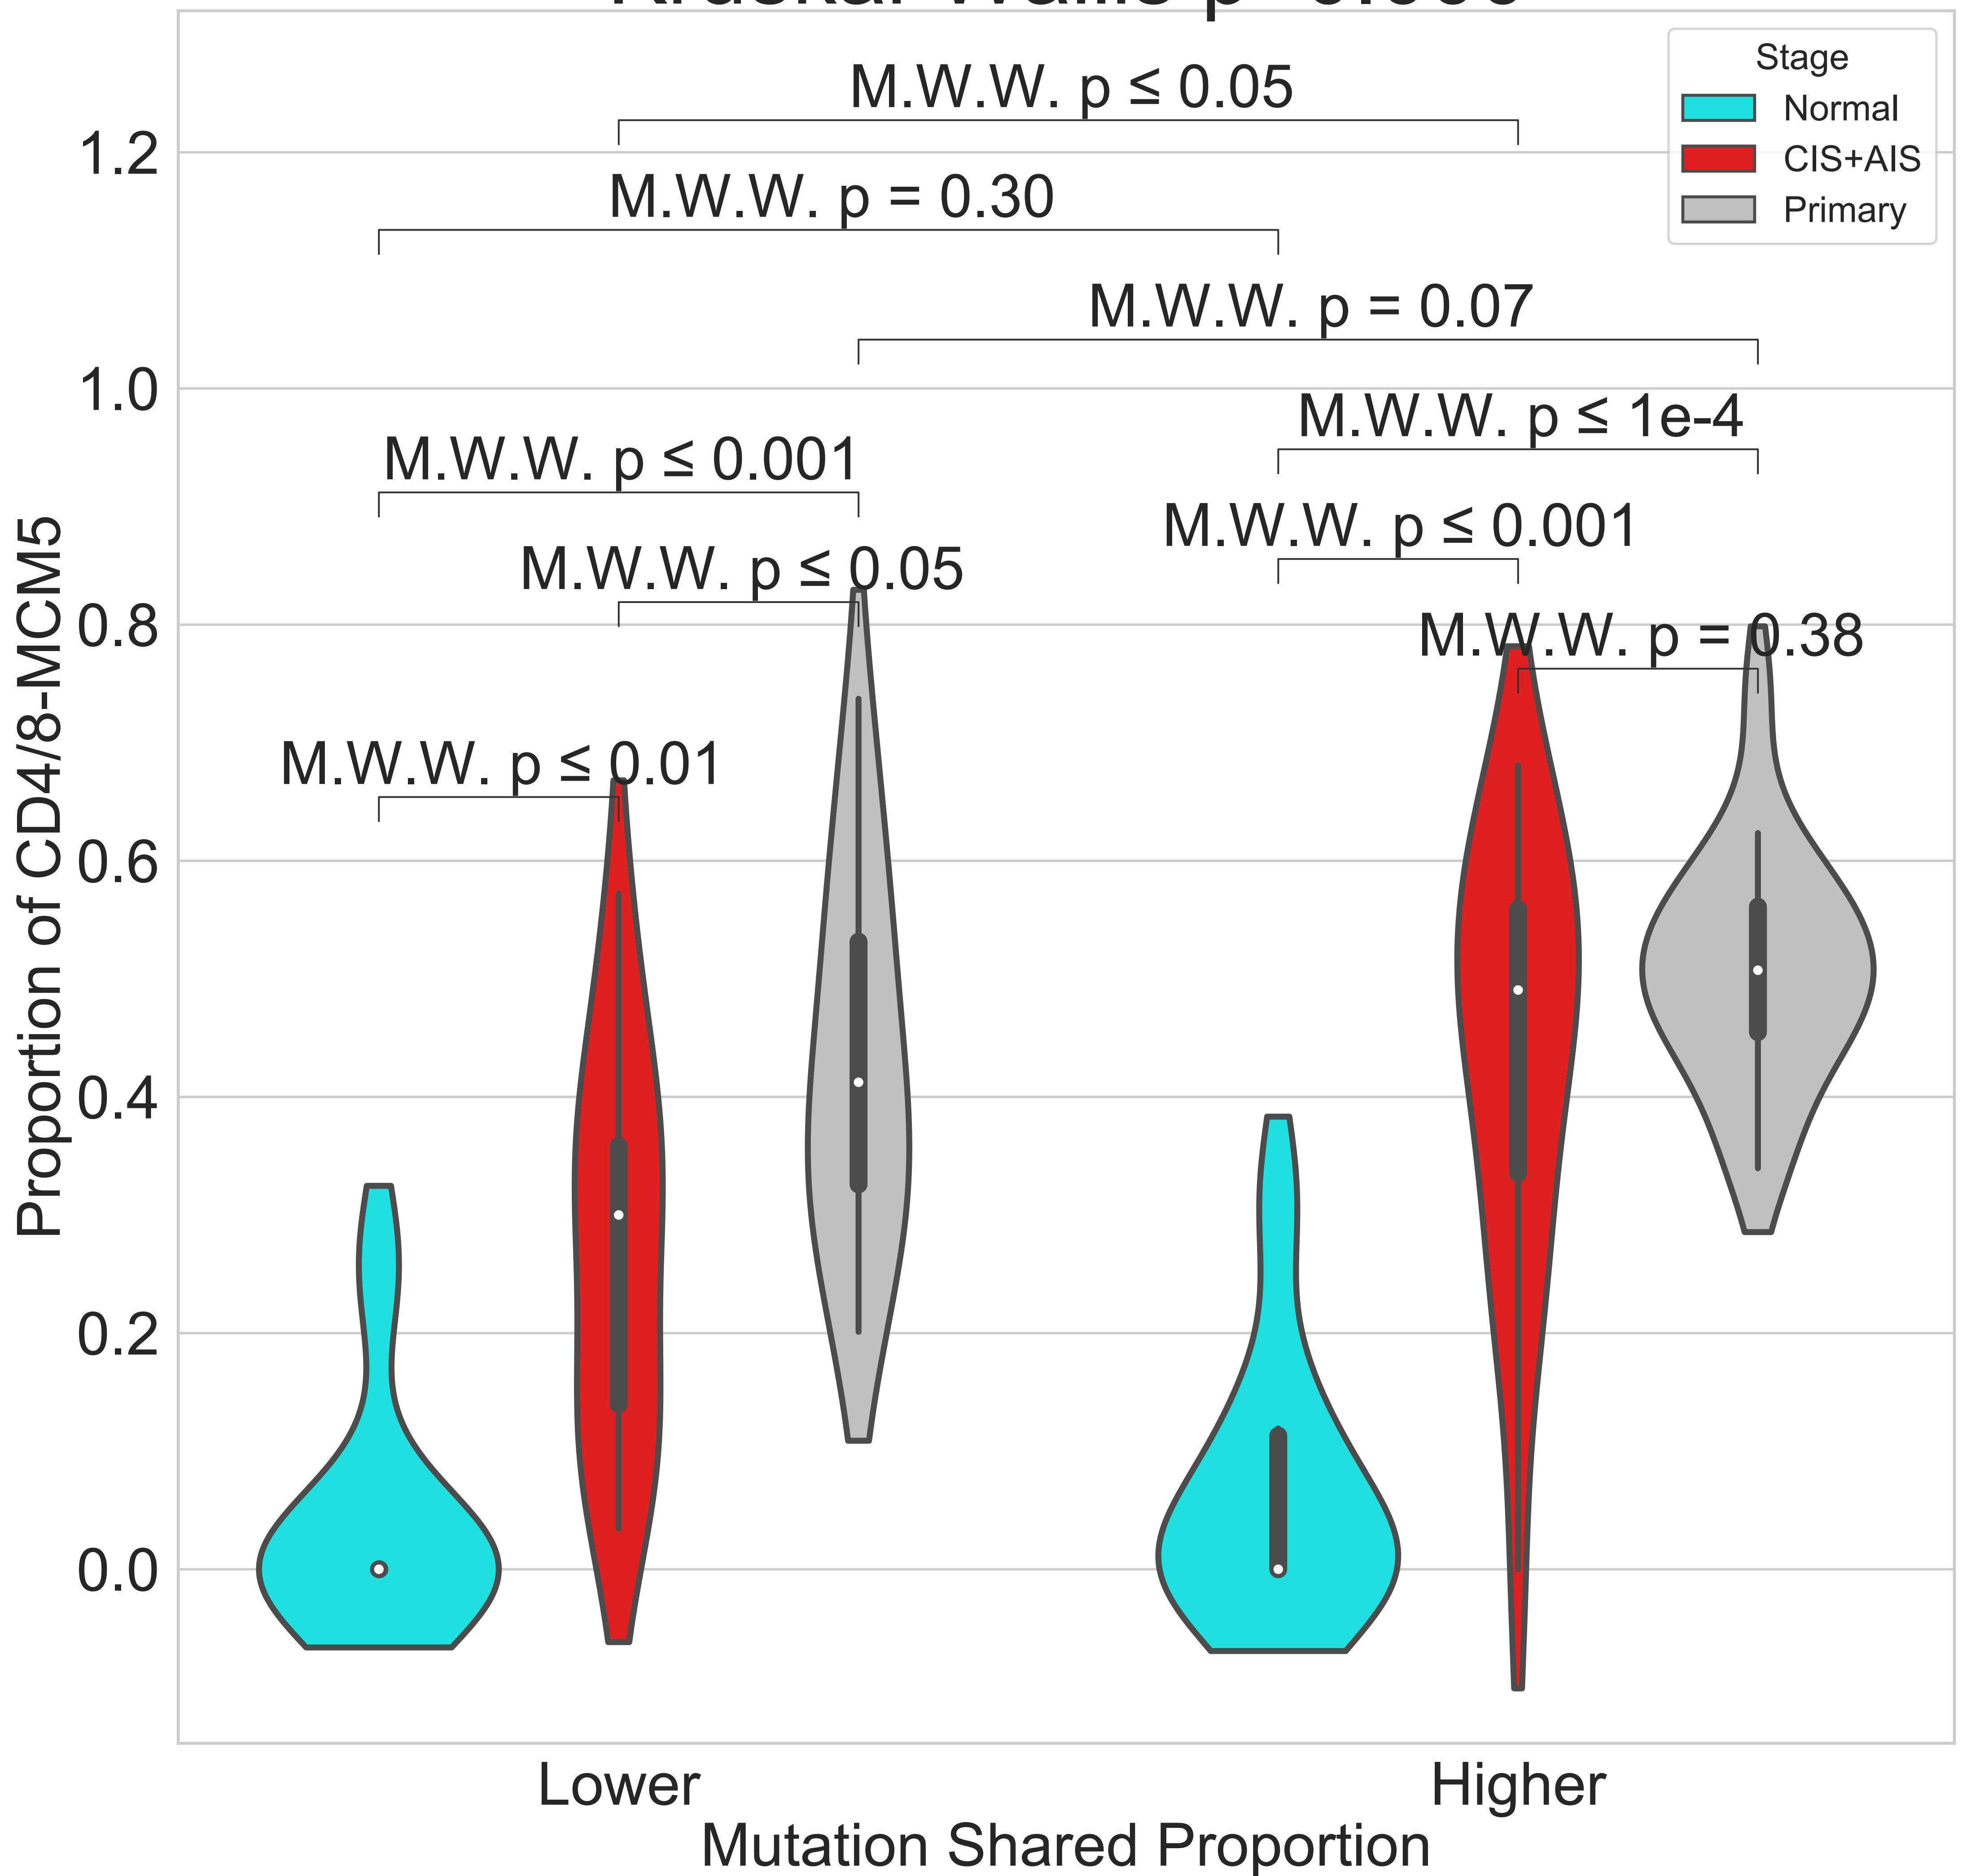 Stage
Normal
CIS+AIS
Primary
M.W.W. p ≤ 0.05
M.W.W. p = 0.30
M.W.W. p = 0.07
M.W.W. p ≤ 1e-4
M.W.W. p ≤ 0.001
M.W.W. p ≤ 0.001
M.W.W. p ≤ 0.05
M.W.W. p = 0.38
M.W.W. p ≤ 0.01
1.2
1.0
0.8
0.6
0.4
0.2
0.0
Proportion of CD4/8-MCM5
Lower
Higher
Mutation Shared Proportion